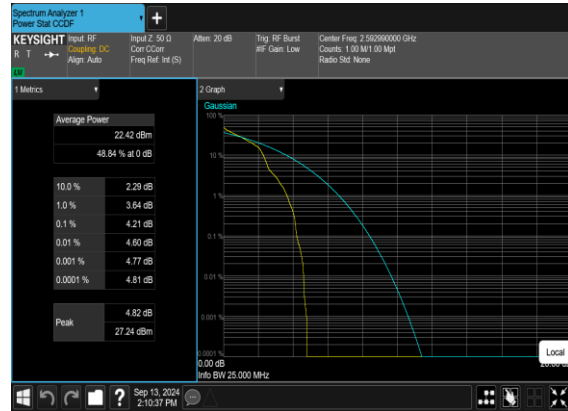 Spectrum Analyzer 1
Power Stat CCDF
KEYSIGHT
R T
LXI
Input: RF
Coupling: DC
Align: Auto
Input Z: 50 Ω
Corr CCorr
Freq Ref: Int (S)
Atten: 20 dB
Trig: RF Burst
#IF Gain: Low
Center Freq: 2.592990000 GHz
Counts: 1.00 M/1.00 Mpt
Radio Std: None
1 Metrics
Average Power
22.42 dBm
48.84 % at 0 dB
10.0 % 2.29 dB
1.0 % 3.64 dB
0.1 % 4.21 dB
0.01 % 4.60 dB
0.001 % 4.77 dB
0.0001 % 4.81 dB
Peak
4.82 dB
27.24 dBm
2 Graph
Gaussian
100 %
10 %
1 %
0.1 %
0.01 %
0.001 %
0.0001 %
0.00 dB
Info BW 25.000 MHz
Local
Sep 13, 2024
2:10:37 PM